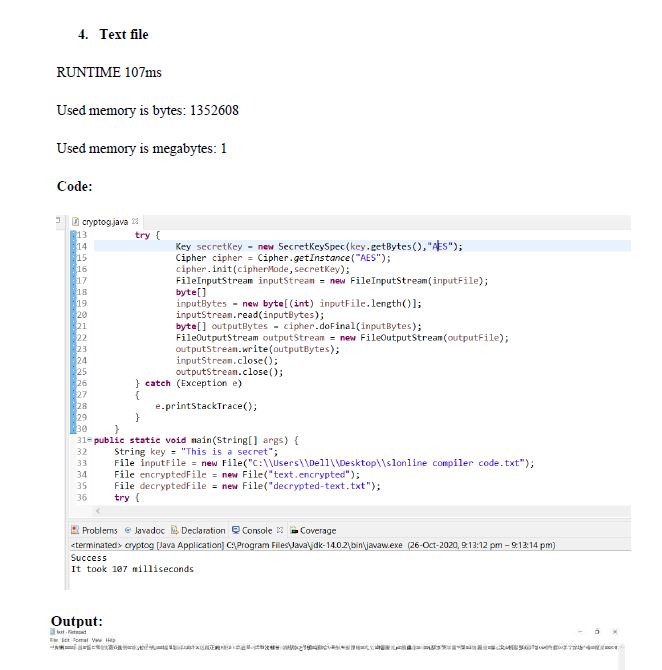 4. Text file
RUNTIME 107ms
Used memory is bytes: 1352608
Used memory is megabytes: 1
Code:
cryptog.java
13 try {
14 Key secretKey = new SecretKeySpec(key.getBytes(),"AES");
15 Cipher cipher = Cipher.getInstance("AES");
16 cipher.init(cipherMode,secretKey);
17 FileInputStream inputStream = new FileInputStream(inputFile);
18 byte[]
19 inputBytes = new byte[(int) inputFile.length()];
20 inputStream.read(inputBytes);
21 byte[] outputBytes = cipher.doFinal(inputBytes);
22 FileOutputStream outputStream = new FileOutputStream(outputFile);
23 outputStream.write(outputBytes);
24 inputStream.close();
25 outputStream.close();
26 } catch (Exception e)
27 {
28 e.printStackTrace();
29 }
30 }
31 public static void main(String[] args) {
32 String key = "This is a secret";
33 File inputFile = new File("C:\\Users\\Dell\\Desktop\\slonline compiler code.txt");
34 File encryptedFile = new File("text.encrypted");
35 File decryptedFile = new File("decrypted-text.txt");
36 try {
Problems Javadoc Declaration Console Coverage
<terminated> cryptog [Java Application] C:\Program Files\Java\jdk-14.0.2\bin\javaw.exe (26-Oct-2020, 9:13:12 pm – 9:13:14 pm)
Success
It took 107 milliseconds
Output:
text - Notepad
File Edit Format View Help